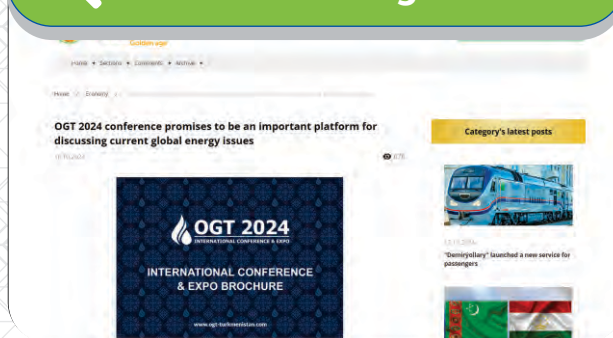 Golden age
Home • Sections • Comments • Archive •
Home > Economy >
OGT 2024 conference promises to be an important platform for
discussing current global energy issues
Category's latest posts
OGT 2024
INTERNATIONAL CONFERENCE & EXPO
INTERNATIONAL CONFERENCE
& EXPO BROCHURE
www.ogt-turkmenistan.com
"Demirýollary" launched a new service for
passengers